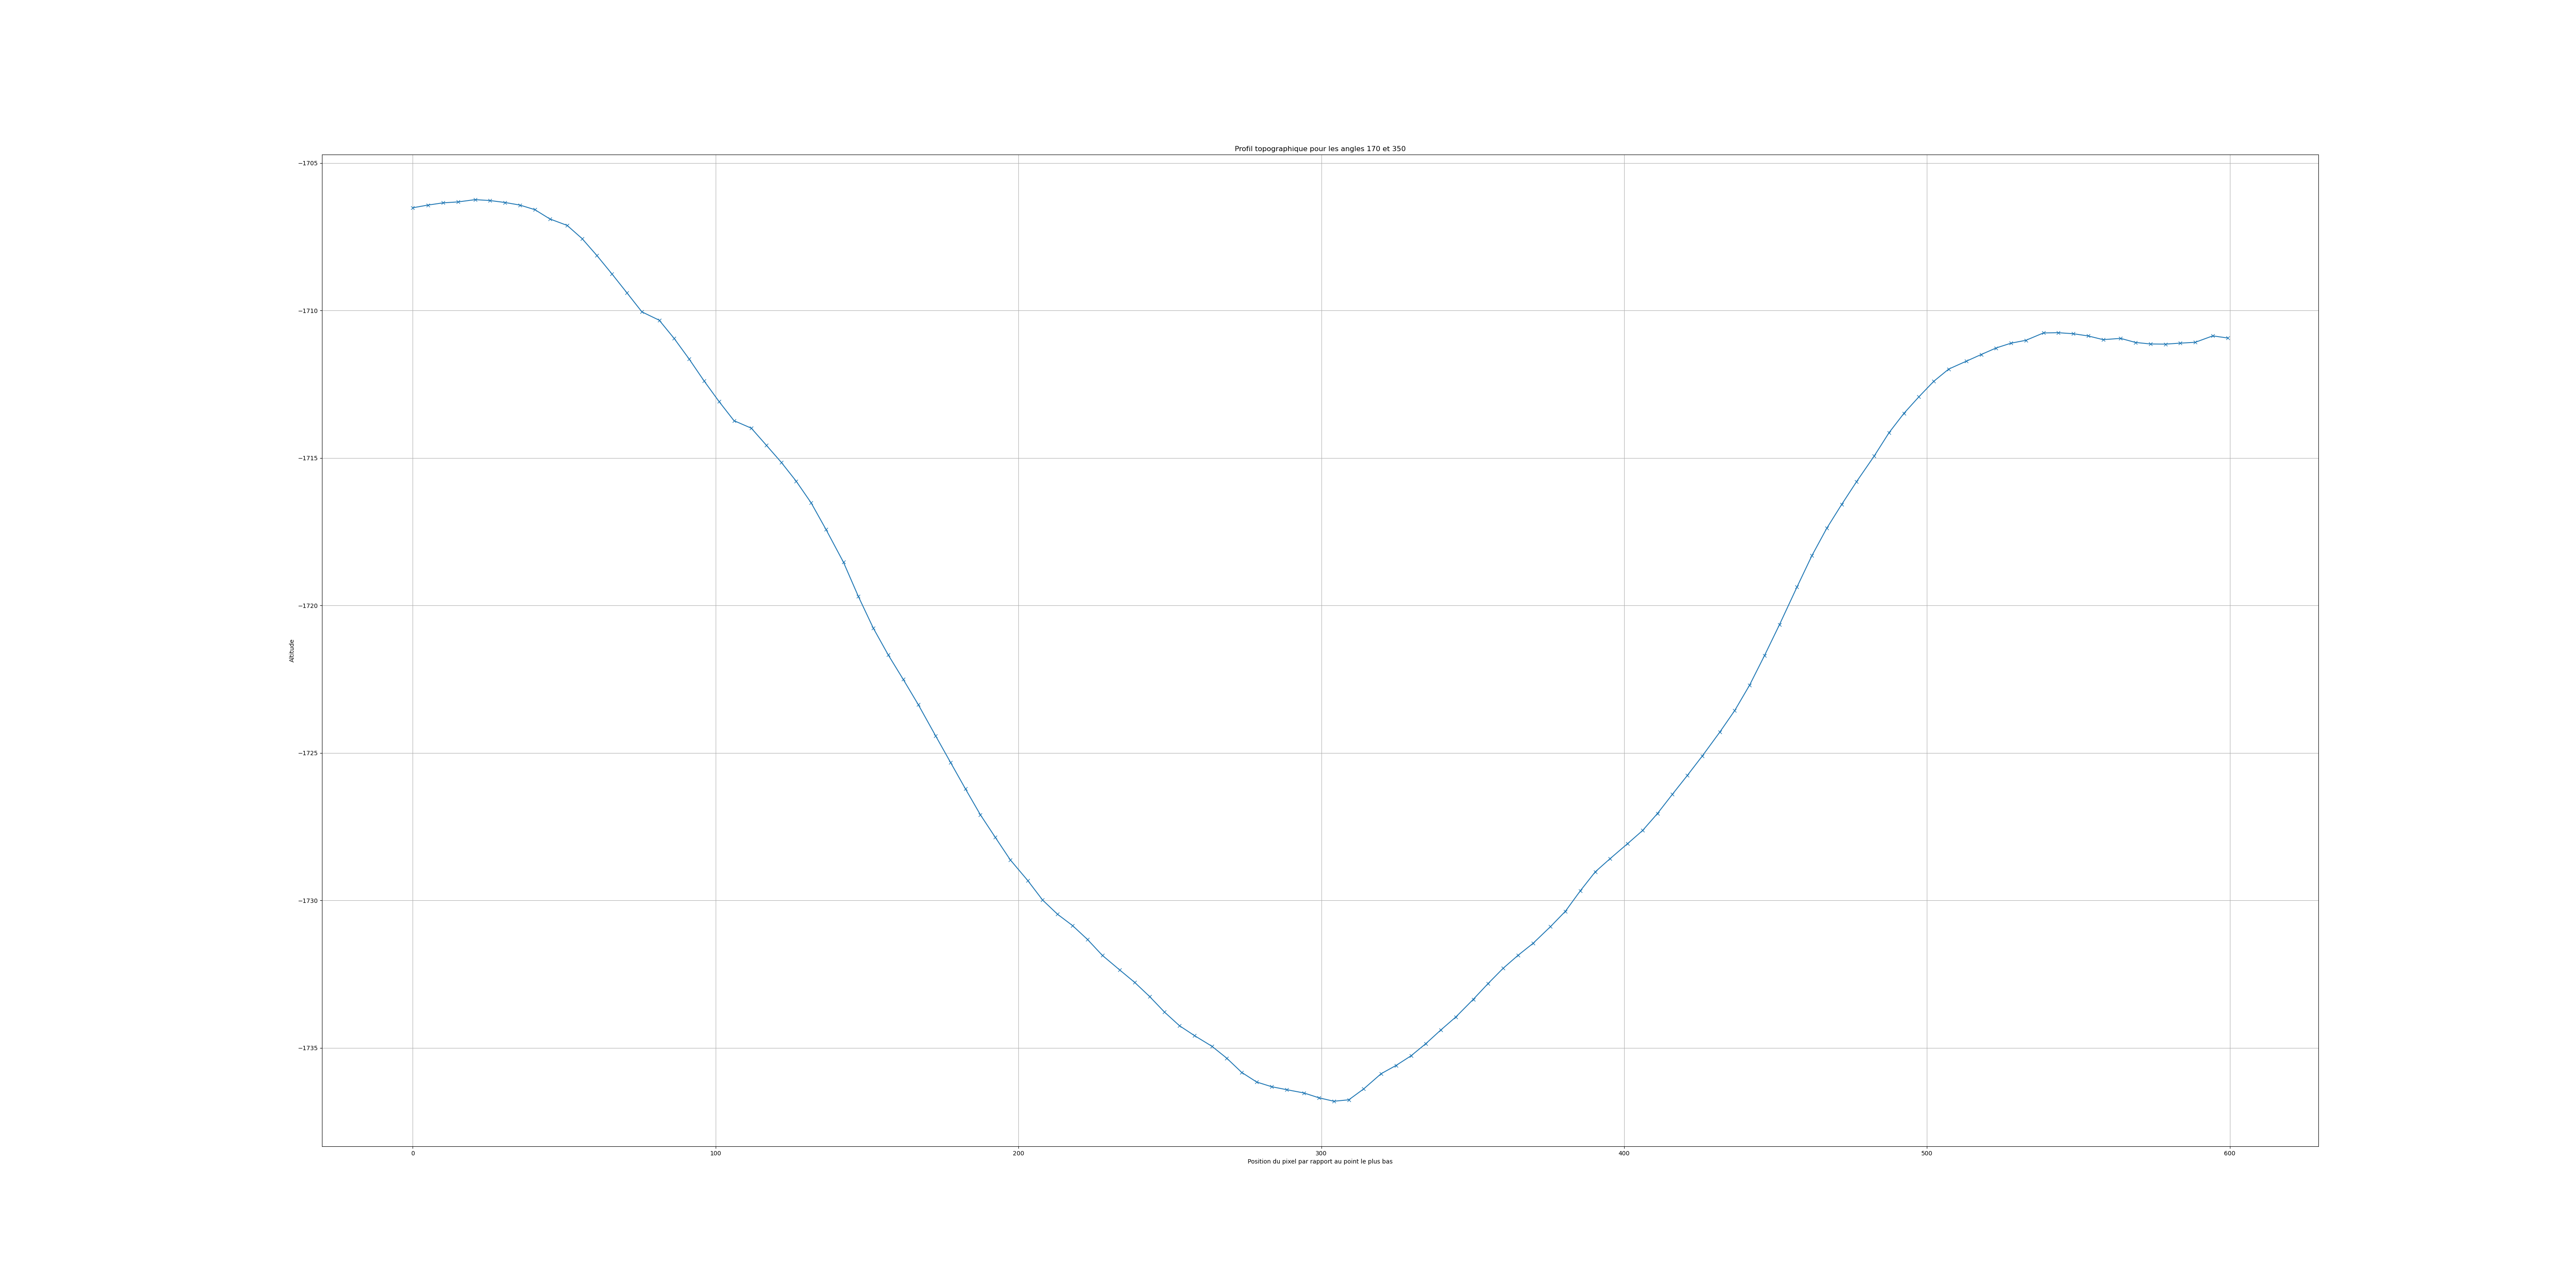 Profil topographique pour les angles 170 et 350
−1705
−1710
−1715
−1720
−1725
−1730
−1735
Altitude
0 100 200 300 400 500 600
Position du pixel par rapport au point le plus bas